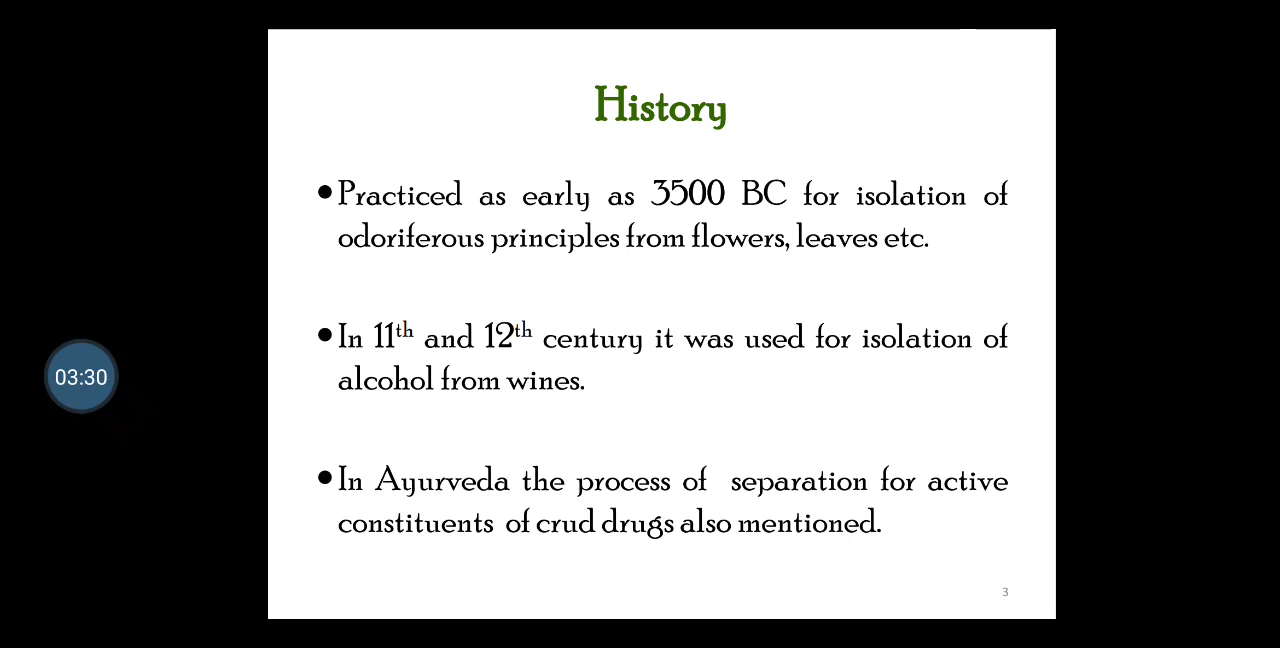 History
•Practiced as early as 3500 BC for isolation of
odoriferous principles from flowers, leaves etc.
•In 11th and 12th century it was used for isolation of
alcohol from wines.
03:30
•In Ayurveda the process of separation for active
constituents of crud drugs also mentioned.
3